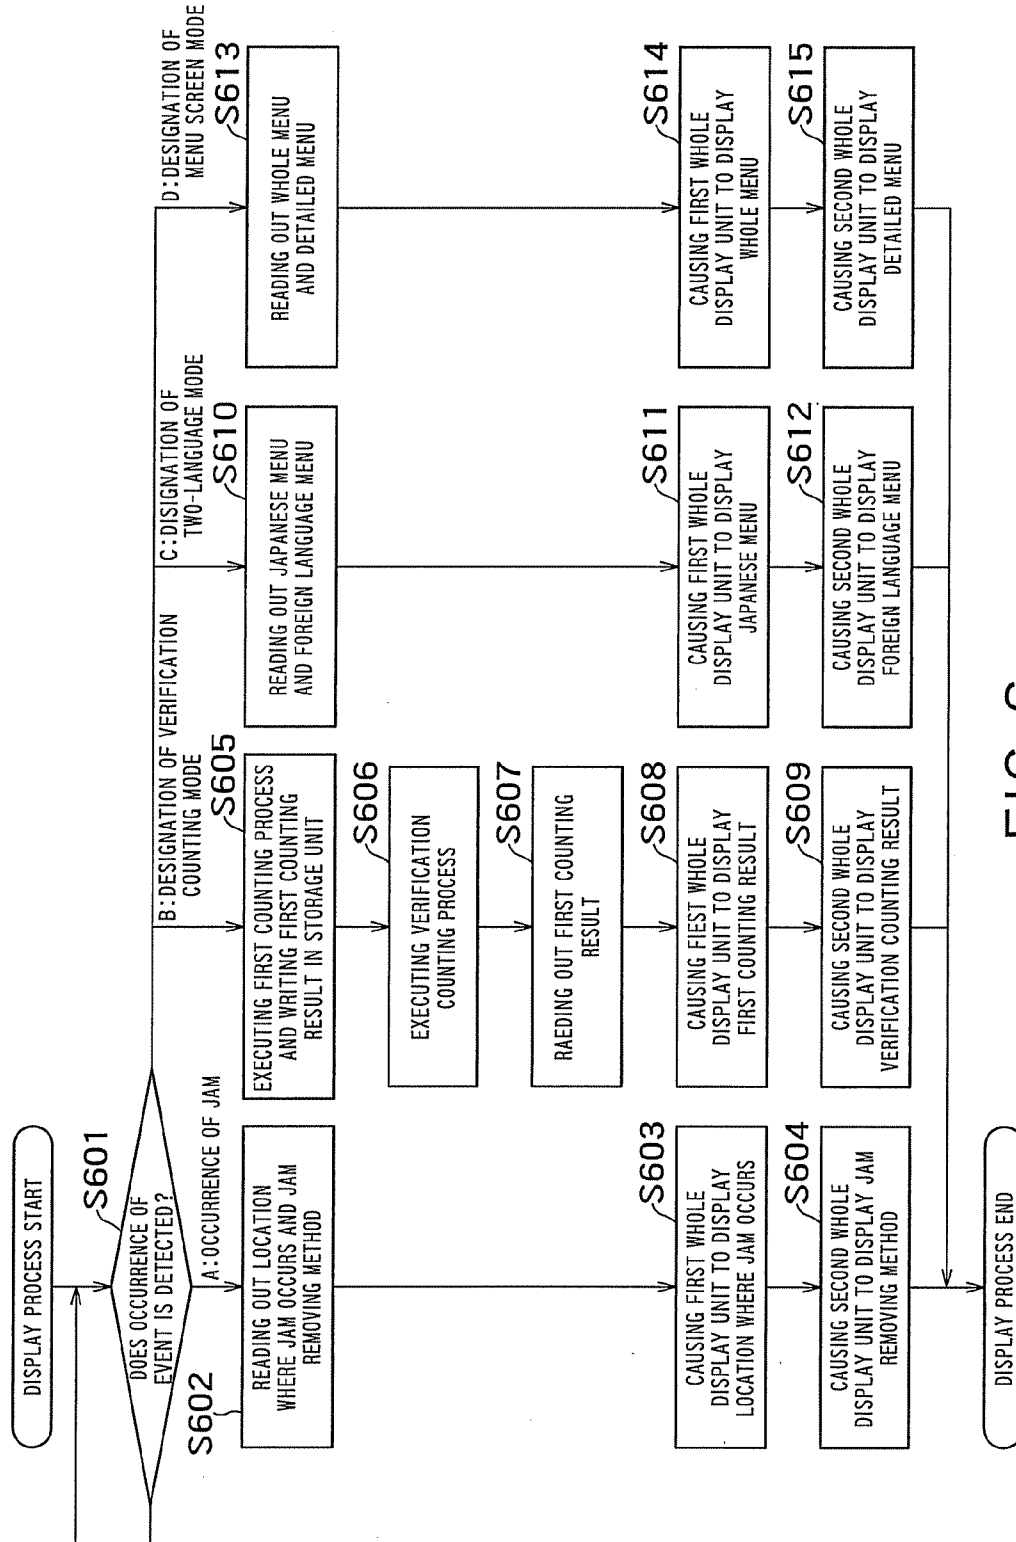 DISPLAY PROCESS START
S601
DOES OCCURRENCE OF
EVENT IS DETECTED?
A:OCCURRENCE OF JAM
S602
READING OUT LOCATION
WHERE JAM OCCURS AND JAM
REMOVING METHOD
S603
CAUSING FIRST WHOLE
DISPLAY UNIT TO DISPLAY
LOCATION WHERE JAM OCCURS
S604
CAUSING SECOND WHOLE
DISPLAY UNIT TO DISPLAY JAM
REMOVING METHOD
B:DESIGNATION OF VERIFICATION
COUNTING MODE
S605
EXECUTING FIRST COUNTING PROCESS
AND WRITING FIRST COUNTING
RESULT IN STORAGE UNIT
S606
EXECUTING VERIFICATION
COUNTING PROCESS
S607
RAEDING OUT FIRST COUNTING
RESULT
S608
CAUSING FIEST WHOLE
DISPLAY UNIT TO DISPLAY
FIRST COUNTING RESULT
S609
CAUSING SECOND WHOLE
DISPLAY UNIT TO DISPLAY
VERIFICATION COUNTING RESULT
C:DISIGNATION OF
TWO-LANGUAGE MODE
S610
READING OUT JAPANESE MENU
AND FOREIGN LANGUAGE MENU
S611
CAUSING FIRST WHOLE
DISPLAY UNIT TO DISPLAY
JAPANESE MENU
S612
CAUSING SECOND WHOLE
DISPLAY UNIT TO DISPLAY
FOREIGN LANGUAGE MENU
D:DESIGNATION OF
MENU SCREEN MODE
S613
READING OUT WHOLE MENU
AND DETAILED MENU
S614
CAUSING FIRST WHOLE
DISPLAY UNIT TO DISPLAY
WHOLE MENU
S615
CAUSING SECOND WHOLE
DISPLAY UNIT TO DISPLAY
DETAILED MENU
DISPLAY PROCESS END